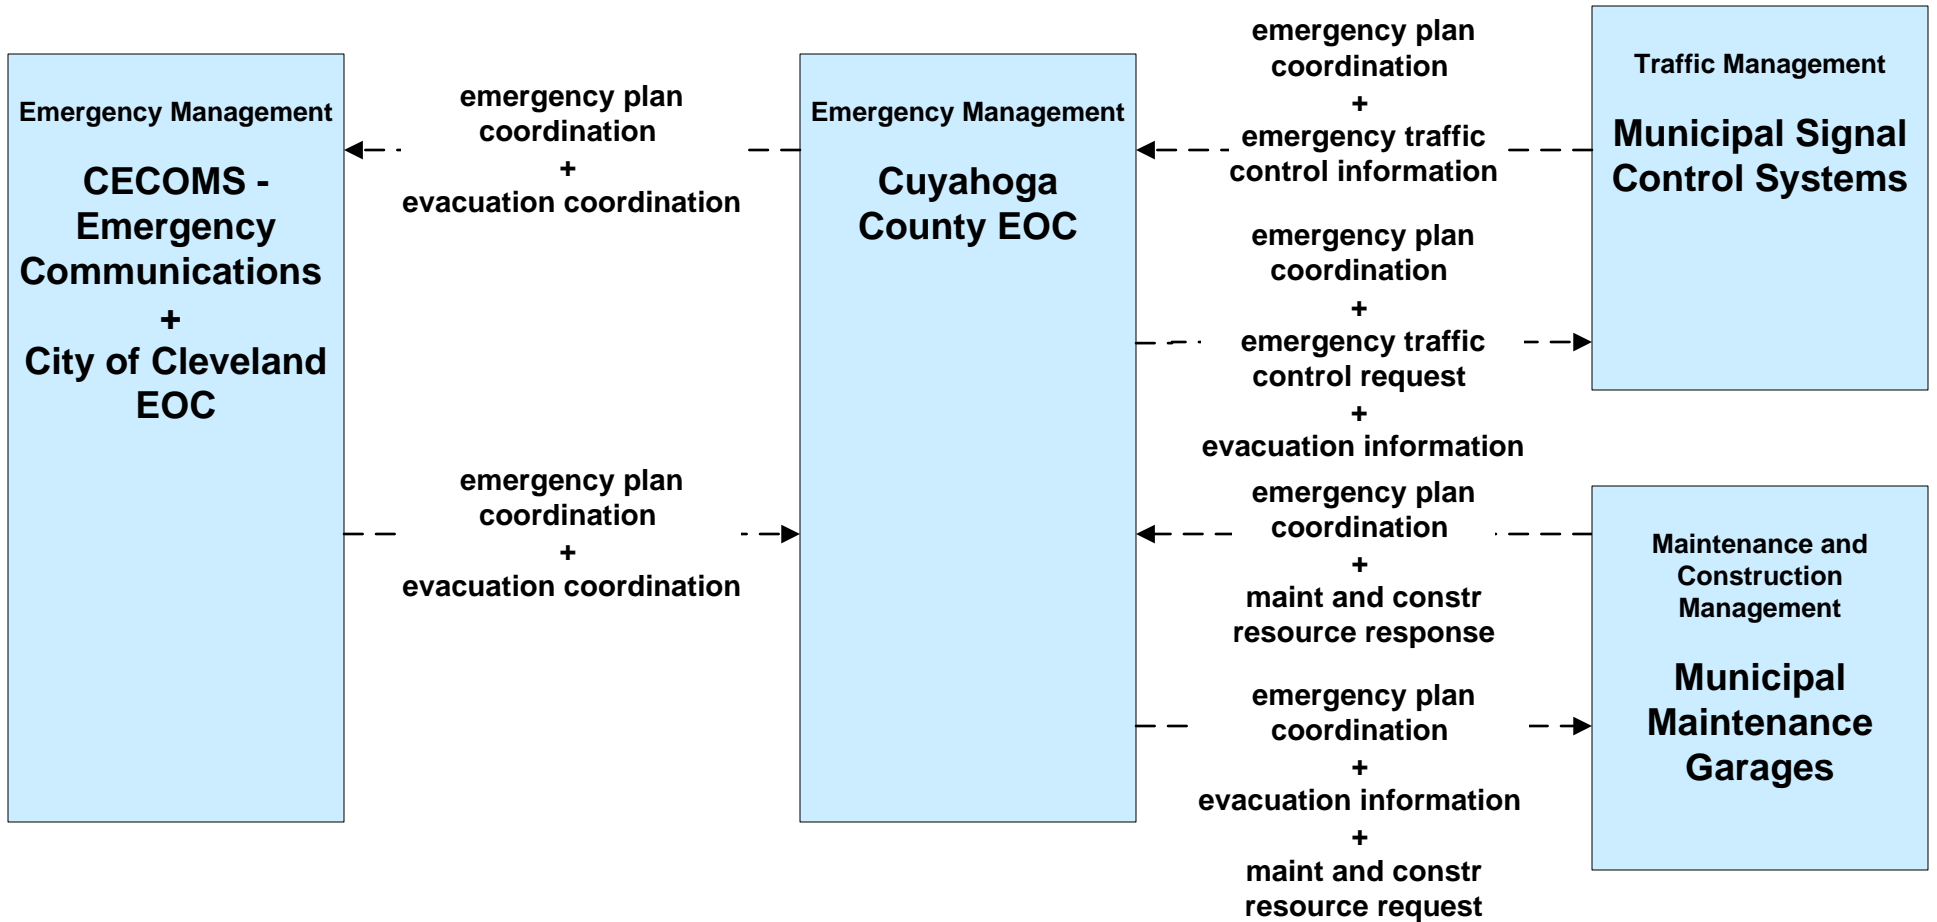 Emergency Management
CECOMS -
Emergency
Communications
+
City of Cleveland
EOC
emergency plan
coordination
+
evacuation coordination
emergency plan
coordination
+
evacuation coordination
Emergency Management
Cuyahoga
County EOC
emergency plan
coordination
+
emergency traffic
control information
emergency plan
coordination
+
emergency traffic
control request
+
evacuation information
emergency plan
coordination
+
maint and constr
resource response
emergency plan
coordination
+
evacuation information
+
maint and constr
resource request
Traffic Management
Municipal Signal
Control Systems
Maintenance and
Construction
Management
Municipal
Maintenance
Garages